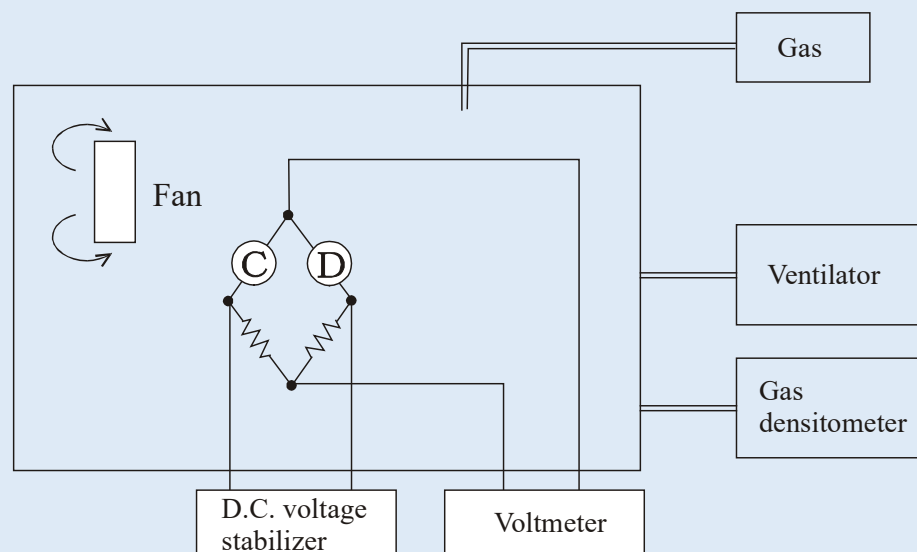 Gas
Fan
C
D
Ventilator
Gas
densitometer
D.C. voltage
stabilizer
Voltmeter